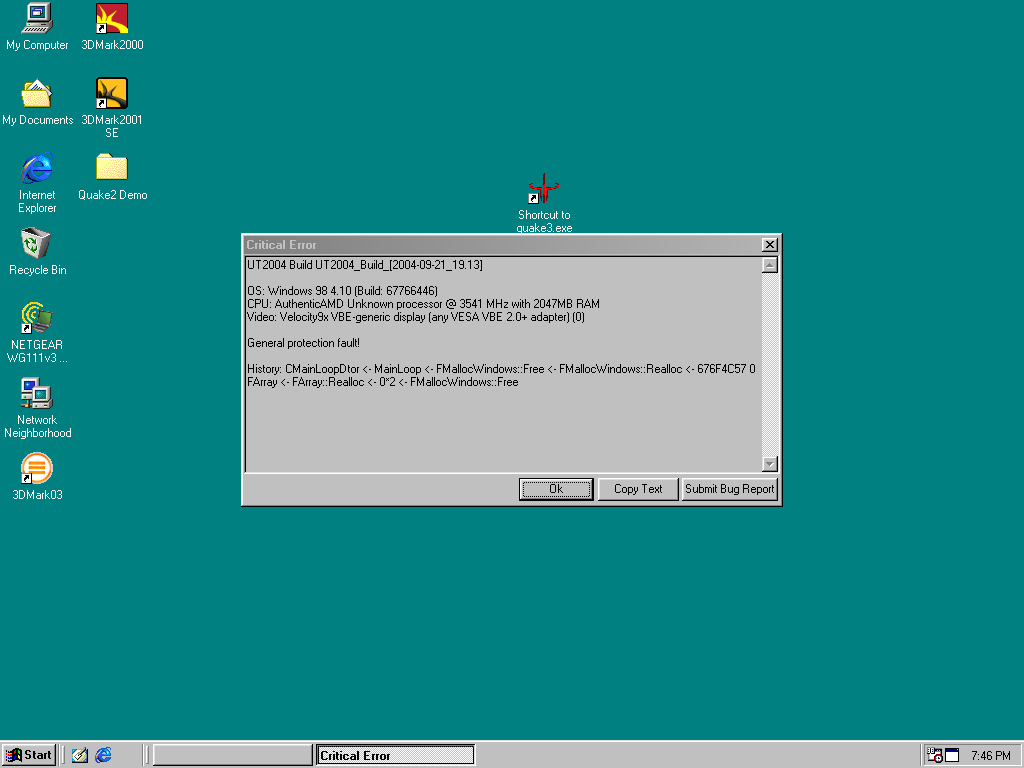 My Computer
3DMark2000
My Documents
3DMark2001
SE
Internet
Explorer
Quake2 Demo
Recycle Bin
NETGEAR
WG111v3 ...
Network
Neighborhood
3DMark03
Shortcut to
quake3.exe
Critical Error
UT2004 Build UT2004_Build_[2004-09-21_19.13]
OS: Windows 98 4.10 (Build: 67766446)
CPU: AuthenticAMD Unknown processor @ 3541 MHz with 2047MB RAM
Video: Velocity9x VBE-generic display (any VESA VBE 2.0+ adapter) (0)
General protection fault!
History: CMainLoopDtor <- MainLoop <- FMallocWindows::Free <- FMallocWindows::Realloc <- 676F4C57 0
FArray <- FArray::Realloc <- 0*2 <- FMallocWindows::Free
Ok
Copy Text
Submit Bug Report
Start
Critical Error
7:46 PM